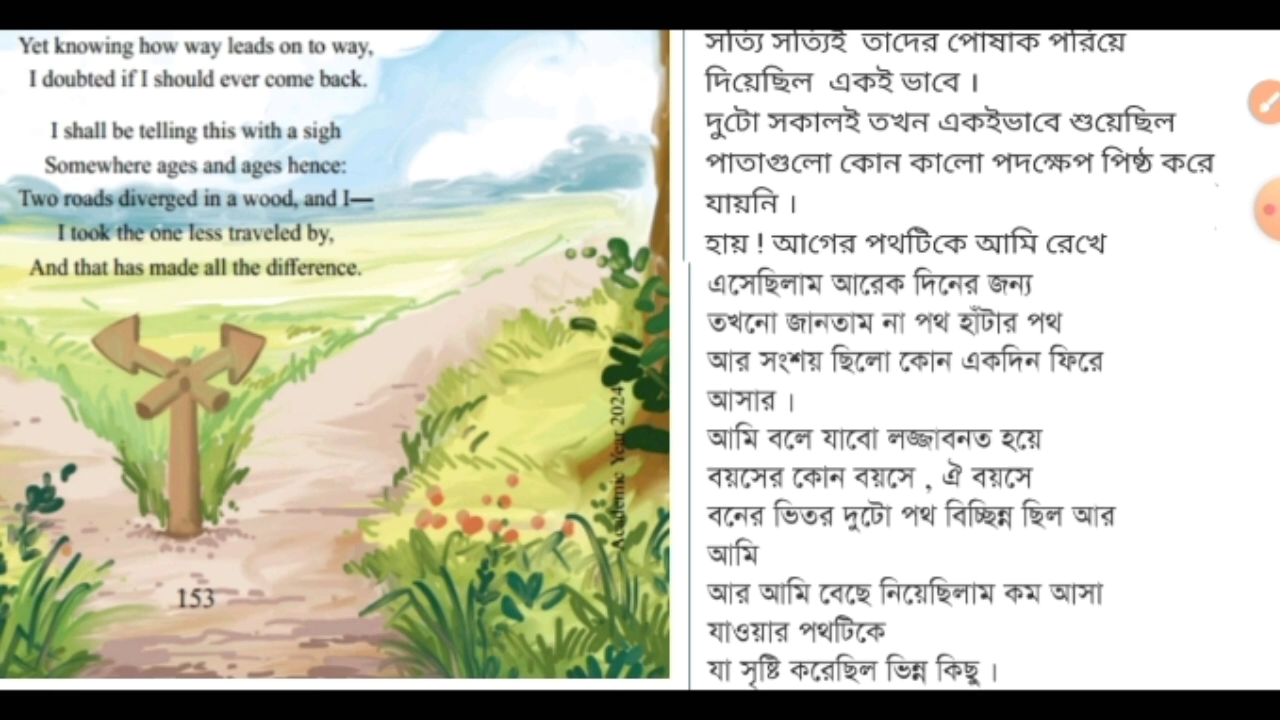 Yet knowing how way leads on to way,
I doubted if I should ever come back.
I shall be telling this with a sigh
Somewhere ages and ages hence:
Two roads diverged in a wood, and I—
I took the one less traveled by,
And that has made all the difference.
Academic Year 2024
153
সত্যি সত্যিই তাদের পোষাক পরিয়ে
দিয়েছিল একই ভাবে ।
দুটো সকালই তখন একইভাবে শুয়েছিল
পাতাগুলো কোন কালো পদক্ষেপ পিষ্ঠ করে
যায়নি ।
হায় ! আগের পথটিকে আমি রেখে
এসেছিলাম আরেক দিনের জন্য
তখনো জানতাম না পথ হাঁটার পথ
আর সংশয় ছিলো কোন একদিন ফিরে
আসার ।
আমি বলে যাবো লজ্জাবনত হয়ে
বয়সের কোন বয়সে , ঐ বয়সে
বনের ভিতর দুটো পথ বিচ্ছিন্ন ছিল আর
আমি
আর আমি বেছে নিয়েছিলাম কম আসা
যাওয়ার পথটিকে
যা সৃষ্টি করেছিল ভিন্ন কিছু ।